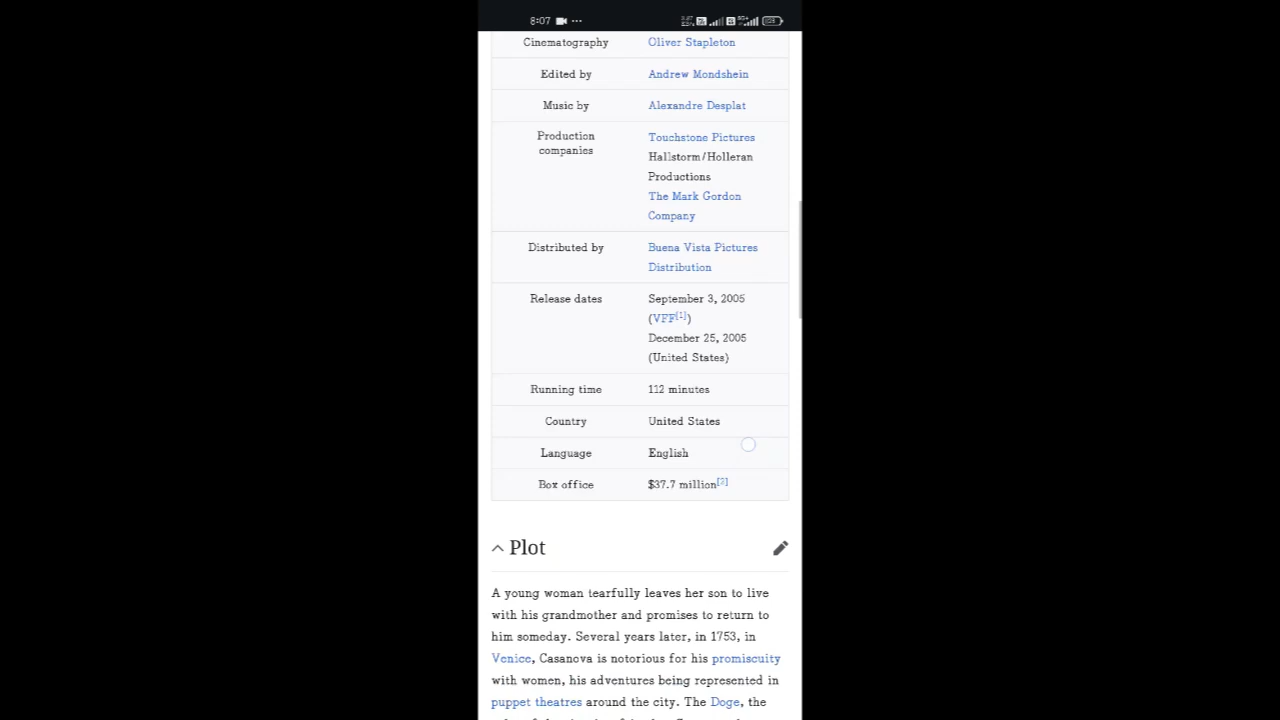 8:07
Cinematography Oliver Stapleton
Edited by Andrew Mondshein
Music by Alexandre Desplat
Production companies Touchstone Pictures
Hallstorm/Holleran
Productions
The Mark Gordon
Company
Distributed by Buena Vista Pictures
Distribution
Release dates September 3, 2005
(VFF[1])
December 25, 2005
(United States)
Running time 112 minutes
Country United States
Language English
Box office $37.7 million[2]
Plot
A young woman tearfully leaves her son to live
with his grandmother and promises to return to
him someday. Several years later, in 1753, in
Venice, Casanova is notorious for his promiscuity
with women, his adventures being represented in
puppet theatres around the city. The Doge, the